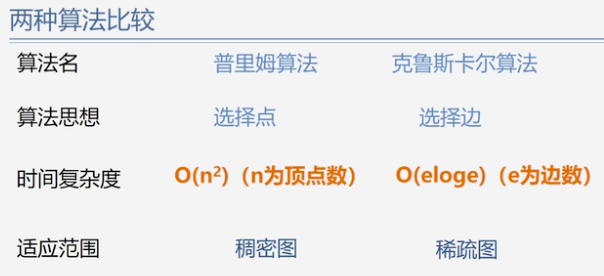 两种算法比较
算法名 普里姆算法 克鲁斯卡尔算法
算法思想 选择点 选择边
时间复杂度 O(n²)（n为顶点数） O(eloge)（e为边数）
适应范围 稠密图 稀疏图